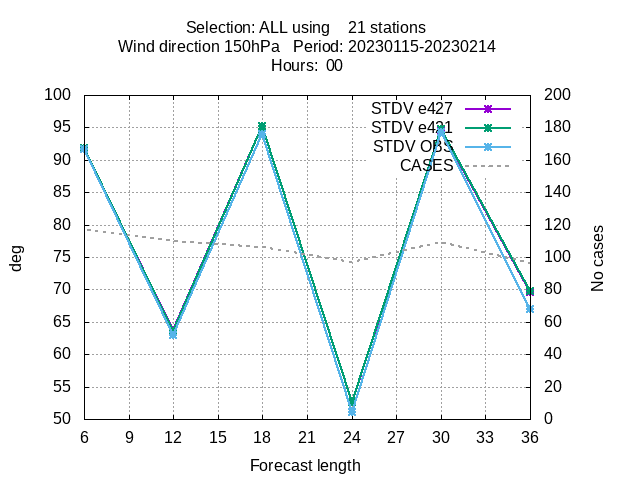 Selection: ALL using 21 stations
Wind direction 150hPa Period: 20230115-20230214
Hours: 00
100 200
95 STDV e427 180
STDV e4a1
90 STDV OBS 160
CASES
85 140
80 120
75 100
70 80
65 60
60 40
55 20
50 0
deg
No cases
6 9 12 15 18 21 24 27 30 33 36
Forecast length